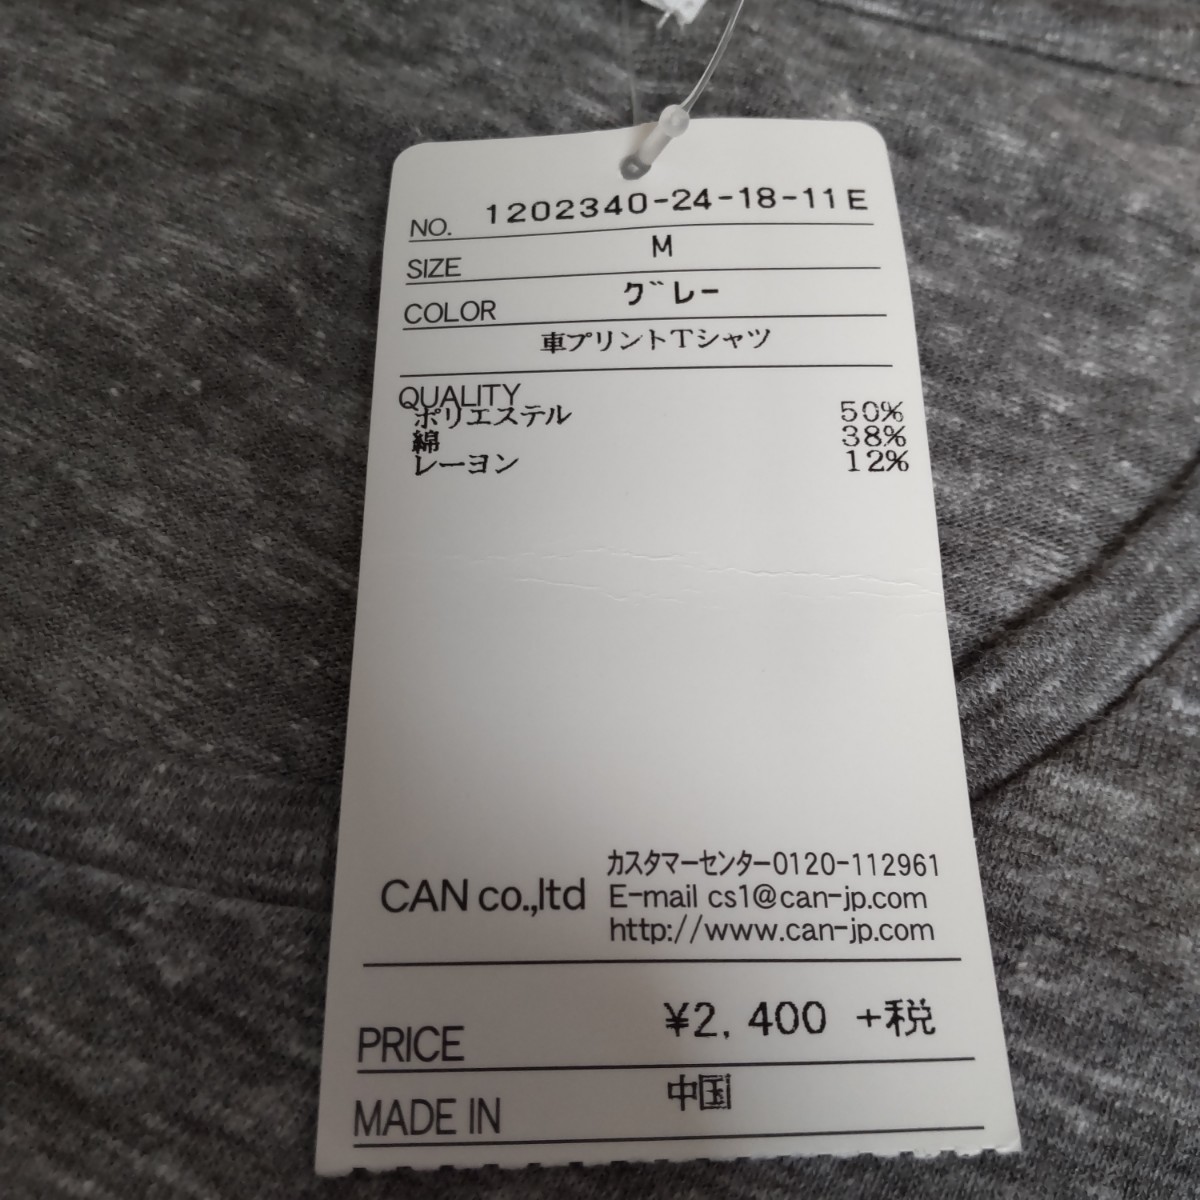 NO. 1202340-24-18-11E
SIZE M
COLOR グレー
車プリントTシャツ
QUALITY
ポリエステル 50%
綿 38%
レーヨン 12%
カスタマーセンター0120-112961
CAN co.,ltd E-mail cs1@can-jp.com
http://www.can-jp.com
PRICE ¥2,400 +税
MADE IN 中国